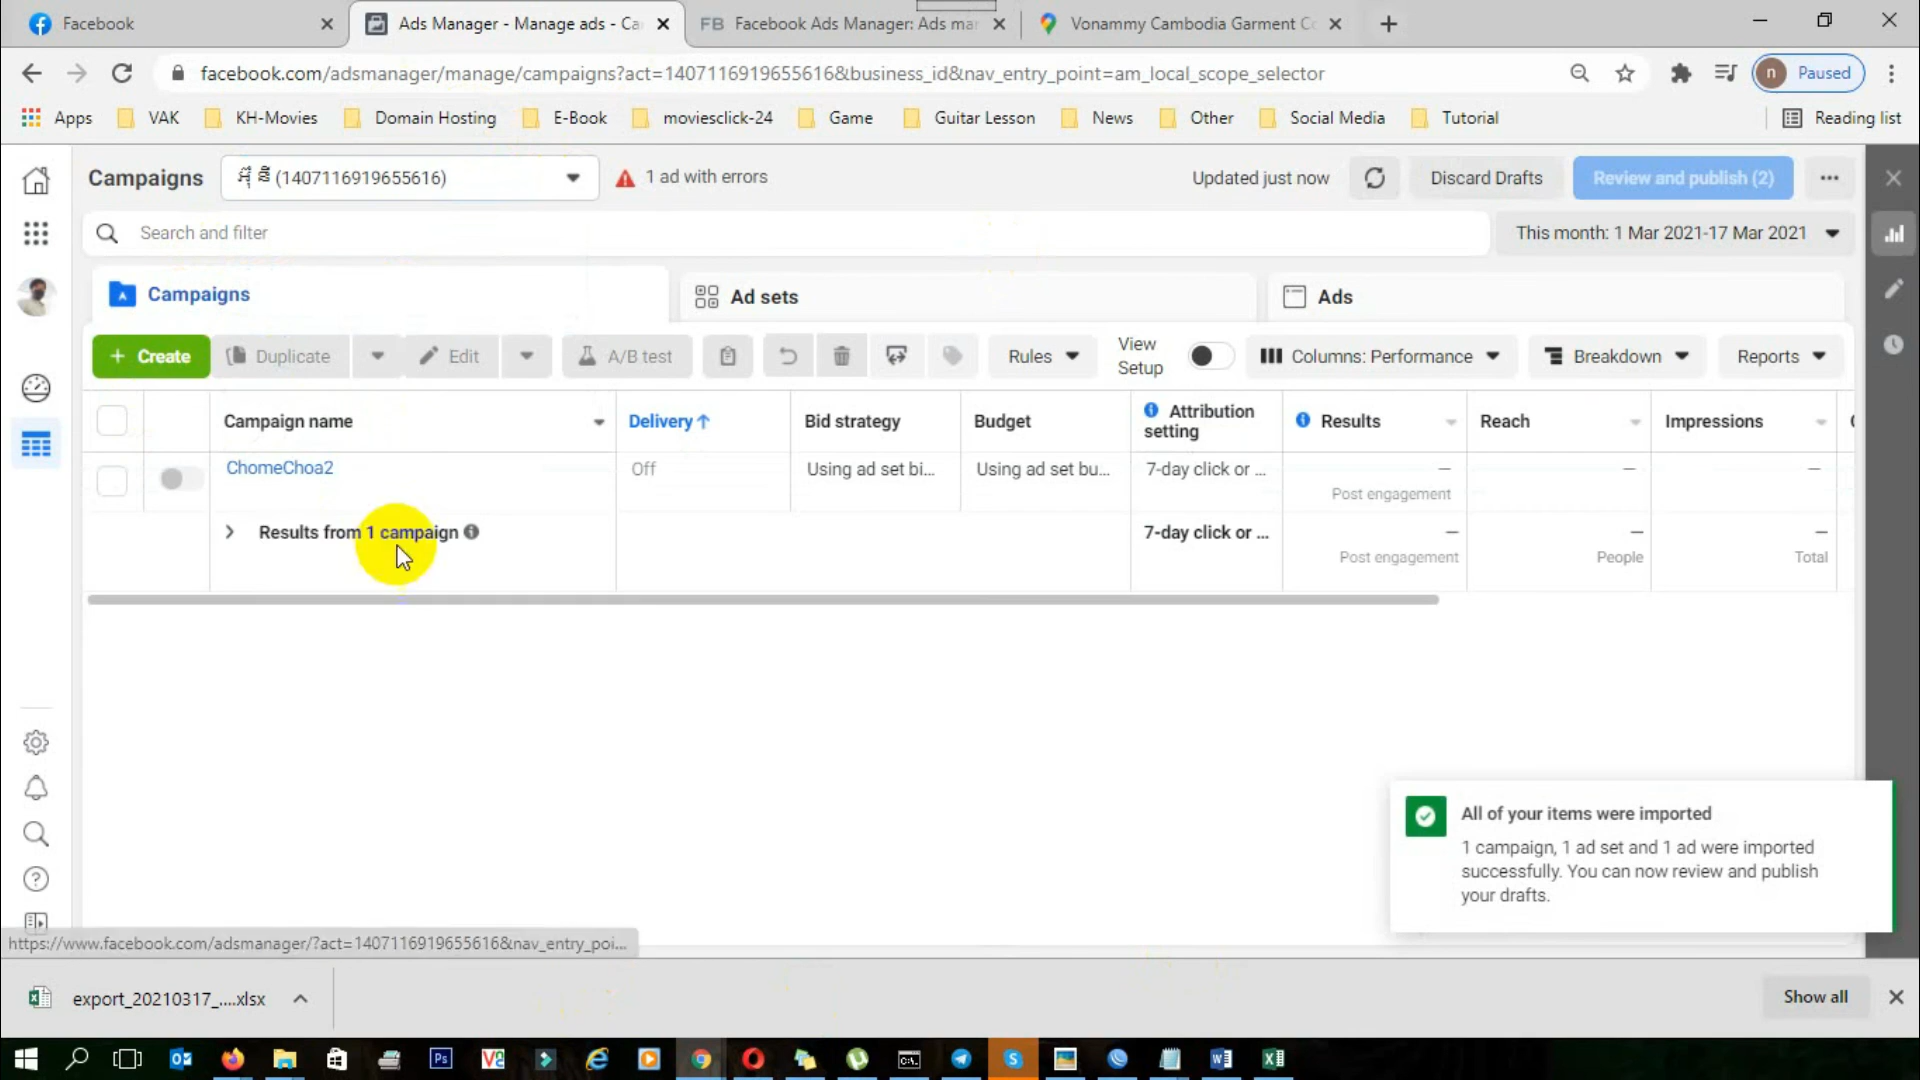 Facebook
Ads Manager - Manage ads - Ca
FB Facebook Ads Manager: Ads ma
Vonammy Cambodia Garment Co
facebook.com/adsmanager/manage/campaigns?act=1407116919655616&business_id&nav_entry_point=am_local_scope_selector
n Paused
Apps VAK KH-Movies Domain Hosting E-Book moviesclick-24 Game Guitar Lesson News Other Social Media Tutorial Reading list
Campaigns (1407116919655616) 1 ad with errors Updated just now Discard Drafts Review and publish (2)
Search and filter This month: 1 Mar 2021-17 Mar 2021
Campaigns Ad sets Ads
+ Create Duplicate Edit A/B test Rules View Setup Columns: Performance Breakdown Reports
Campaign name Delivery↑ Bid strategy Budget Attribution setting Results Reach Impressions
ChomeChoa2 Off Using ad set bi... Using ad set bu... 7-day click or ... — — —
Post engagement
Results from 1 campaign 7-day click or ... — — —
Post engagement People Total
All of your items were imported
1 campaign, 1 ad set and 1 ad were imported
successfully. You can now review and publish
your drafts.
https://www.facebook.com/adsmanager/?act=1407116919655616&nav_entry_poi...
export_20210317_....xlsx Show all